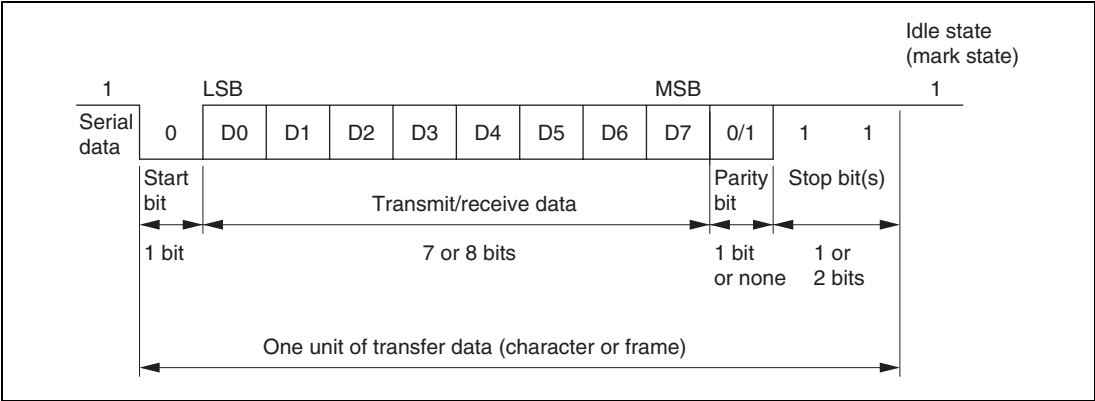 Idle state
(mark state)
1 LSB MSB 1
Serial
data
0 D0 D1 D2 D3 D4 D5 D6 D7 0/1 1 1
Start
bit
Transmit/receive data
Parity
bit
Stop bit(s)
1 bit
7 or 8 bits
1 bit
or none
1 or
2 bits
One unit of transfer data (character or frame)